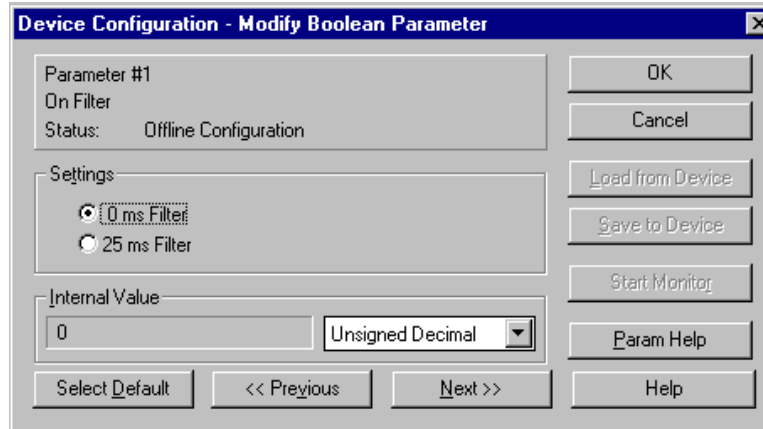 Device Configuration - Modify Boolean Parameter
Parameter #1
On Filter
Status: Offline Configuration
OK
Cancel
Settings
0 ms Filter
25 ms Filter
Load from Device
Save to Device
Start Monitor
Internal Value
0
Unsigned Decimal
Param Help
Select Default
<< Previous
Next >>
Help